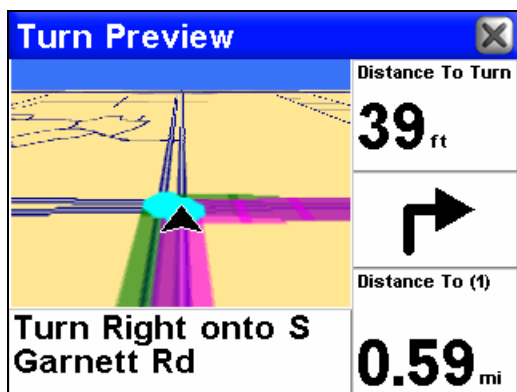 Turn Preview
Distance To Turn
39 ft
Distance To (1)
0.59 mi
Turn Right onto S
Garnett Rd